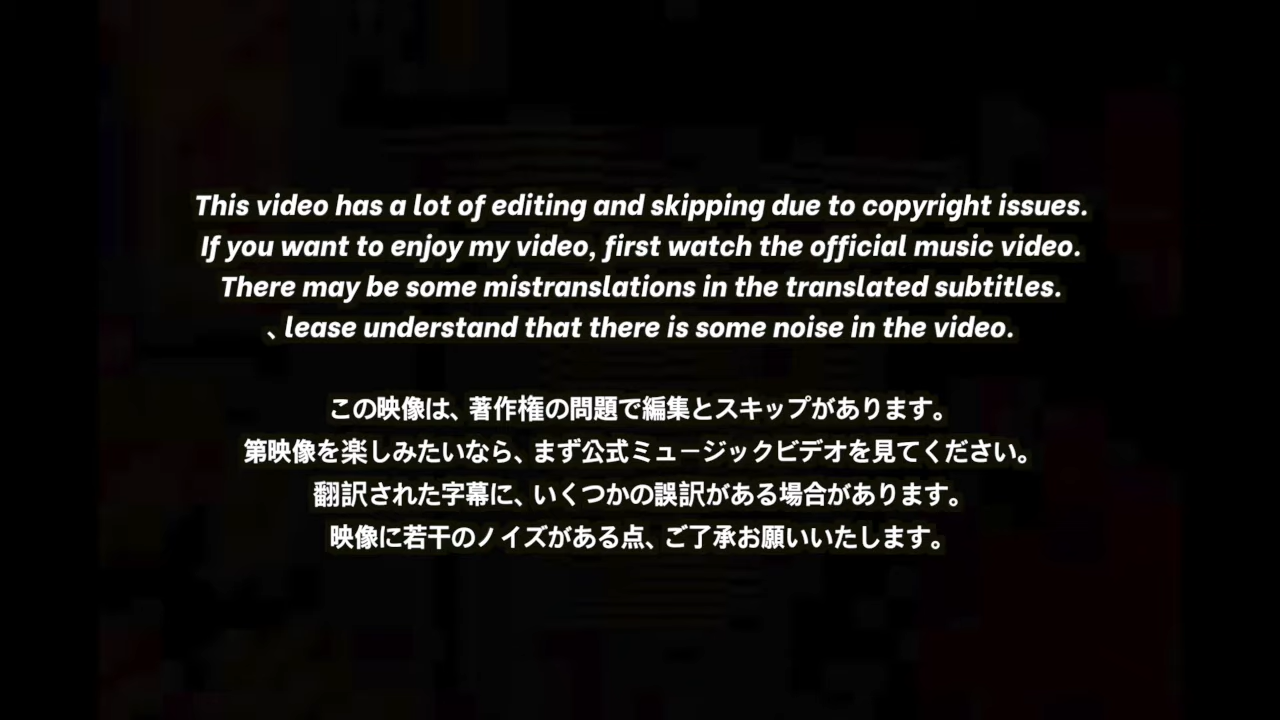 This video has a lot of editing and skipping due to copyright issues.
If you want to enjoy my video, first watch the official music video.
There may be some mistranslations in the translated subtitles.
、lease understand that there is some noise in the video.
この映像は、著作権の問題で編集とスキップがあります。
第映像を楽しみたいなら、まず公式ミュージックビデオを見てください。
翻訳された字幕に、いくつかの誤訳がある場合があります。
映像に若干のノイズがある点、ご了承お願いいたします。